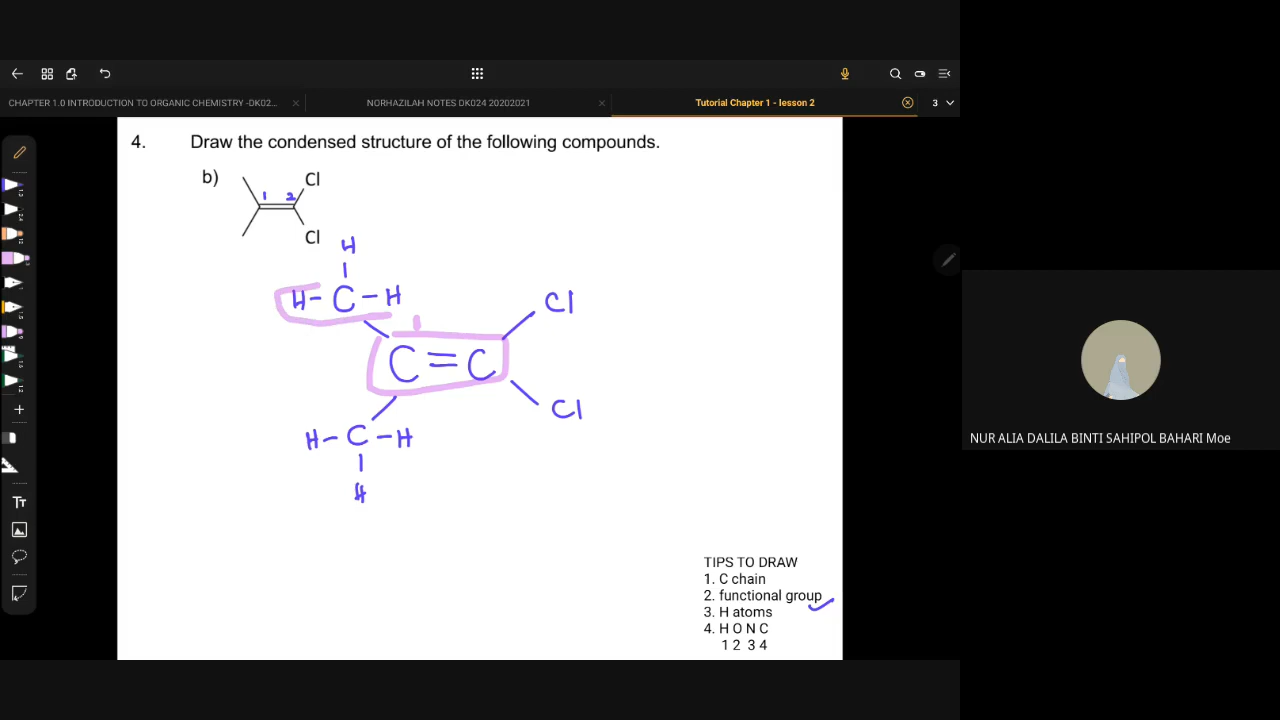 CHAPTER 1.0 INTRODUCTION TO ORGANIC CHEMISTRY -DK02...
NORHAZILAH NOTES DK024 20202021
Tutorial Chapter 1 - lesson 2
3
4. Draw the condensed structure of the following compounds.
b)
Cl
1 2
Cl
H
H-C-H
Cl
C=C
Cl
H-C-H
H
NUR ALIA DALILA BINTI SAHIPOL BAHARI Moe
TT
TIPS TO DRAW
1. C chain
2. functional group
3. H atoms
4. H O N C
1 2 3 4